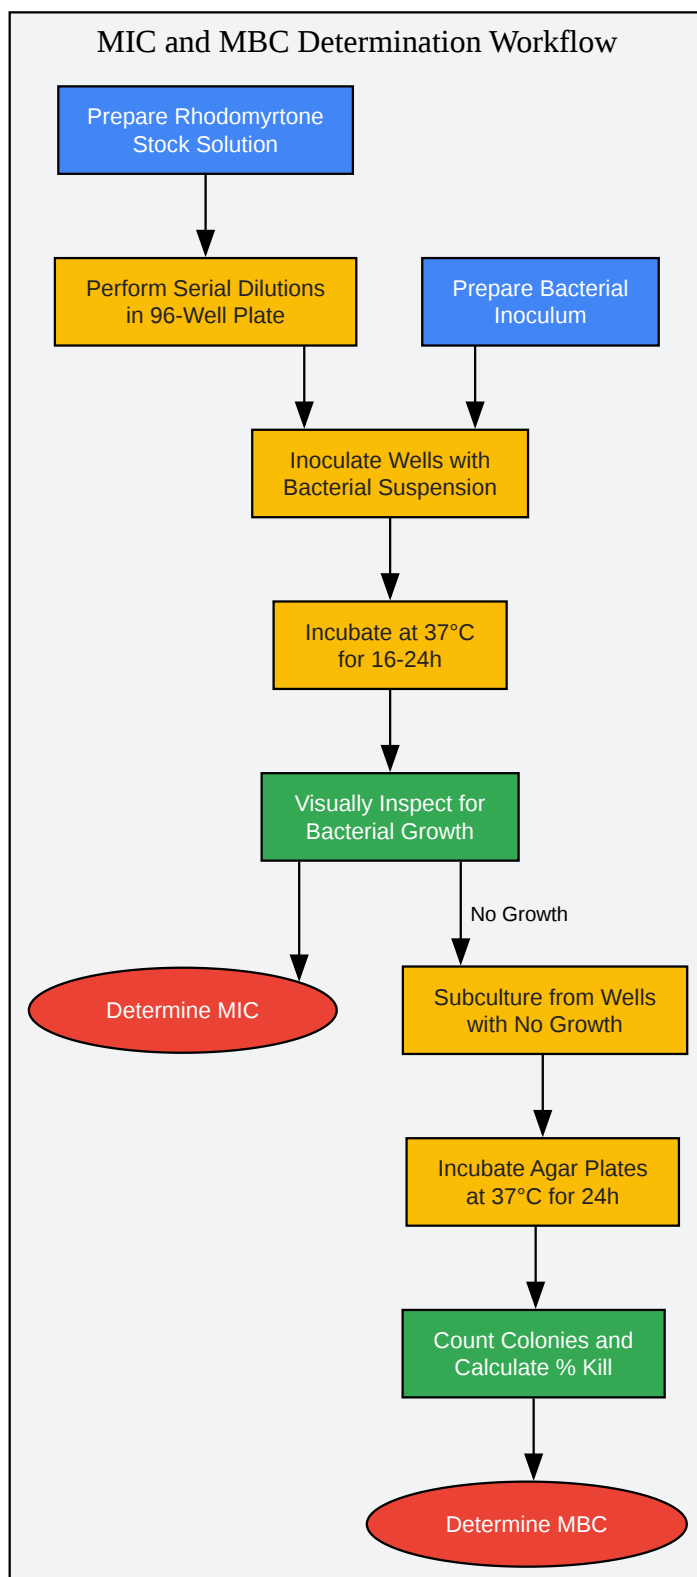 MIC and MBC Determination Workflow
Prepare Rhodomyrtone
Stock Solution
Perform Serial Dilutions
in 96-Well Plate
Prepare Bacterial
Inoculum
Inoculate Wells with
Bacterial Suspension
Incubate at 37°C
for 16-24h
Visually Inspect for
Bacterial Growth
No Growth
Determine MIC
Subculture from Wells
with No Growth
Incubate Agar Plates
at 37°C for 24h
Count Colonies and
Calculate % Kill
Determine MBC